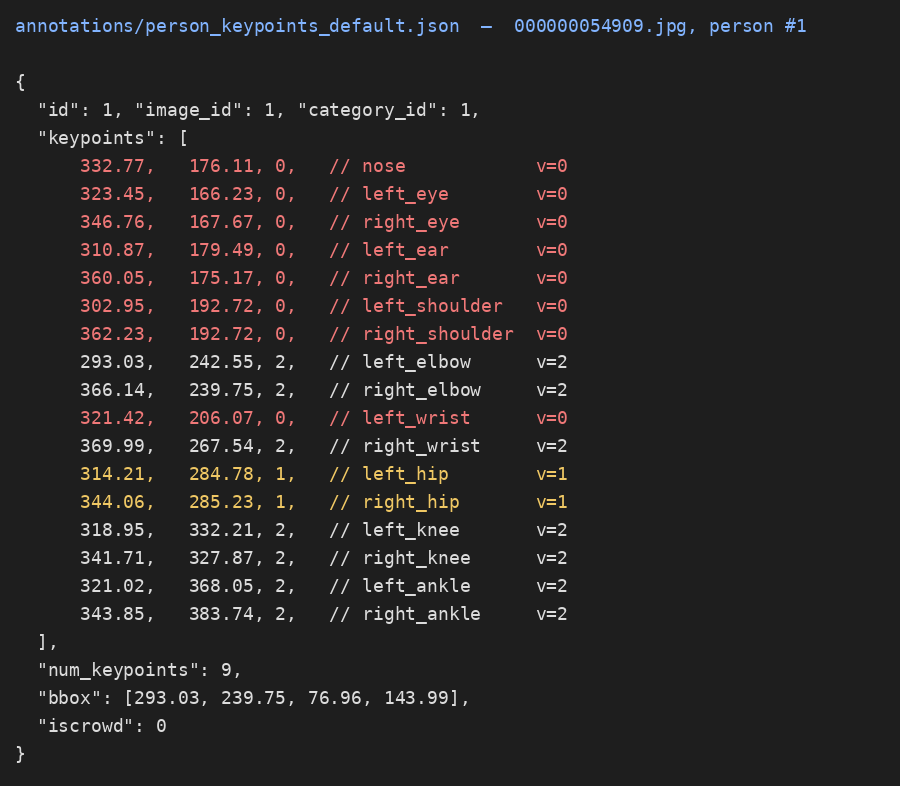 annotations/person_keypoints_default.json  —  000000054909.jpg, person #1
{
  "id": 1, "image_id": 1, "category_id": 1,
  "keypoints": [
      332.77,   176.11, 0,   // nose            v=0
      323.45,   166.23, 0,   // left_eye        v=0
      346.76,   167.67, 0,   // right_eye       v=0
      310.87,   179.49, 0,   // left_ear        v=0
      360.05,   175.17, 0,   // right_ear       v=0
      302.95,   192.72, 0,   // left_shoulder   v=0
      362.23,   192.72, 0,   // right_shoulder  v=0
      293.03,   242.55, 2,   // left_elbow      v=2
      366.14,   239.75, 2,   // right_elbow     v=2
      321.42,   206.07, 0,   // left_wrist      v=0
      369.99,   267.54, 2,   // right_wrist     v=2
      314.21,   284.78, 1,   // left_hip        v=1
      344.06,   285.23, 1,   // right_hip       v=1
      318.95,   332.21, 2,   // left_knee       v=2
      341.71,   327.87, 2,   // right_knee      v=2
      321.02,   368.05, 2,   // left_ankle      v=2
      343.85,   383.74, 2,   // right_ankle     v=2
  ],
  "num_keypoints": 9,
  "bbox": [293.03, 239.75, 76.96, 143.99],
  "iscrowd": 0
}